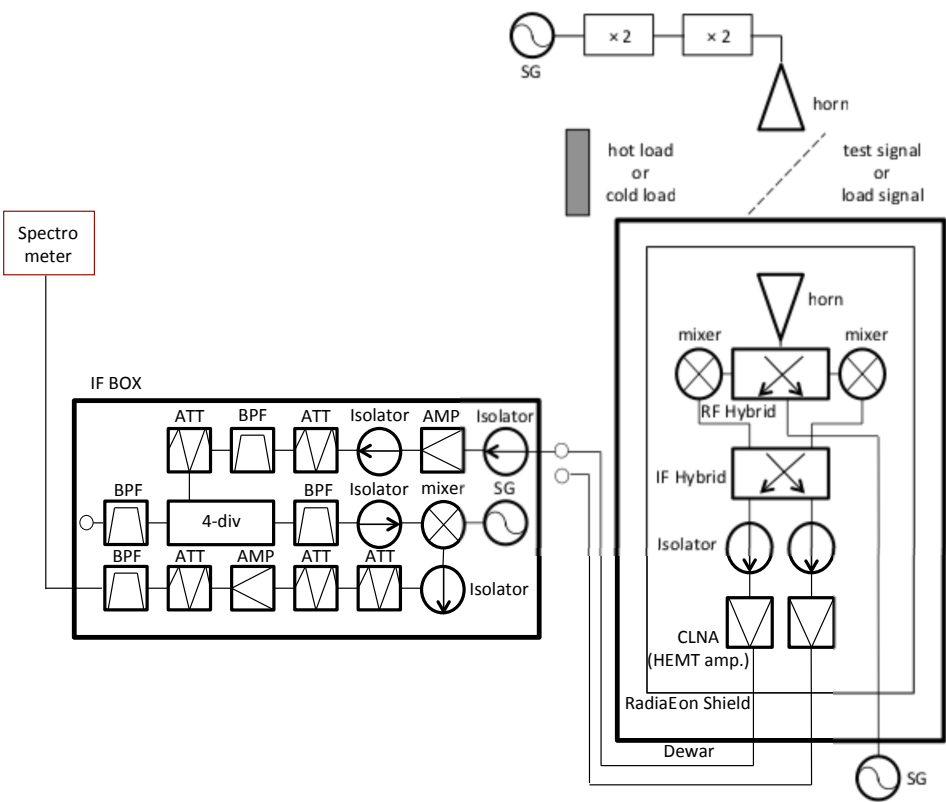 × 2
× 2
SG
horn
hot load
or
cold load
test signal
or
load signal
Spectro
meter
horn
mixer
mixer
RF Hybrid
IF Hybrid
Isolator
CLNA
(HEMT amp.)
RadiaEon Shield
Dewar
SG
IF BOX
ATT
BPF
ATT
Isolator
AMP
Isolator
BPF
4-div
BPF
Isolator
mixer
SG
BPF
ATT
AMP
ATT
ATT
Isolator